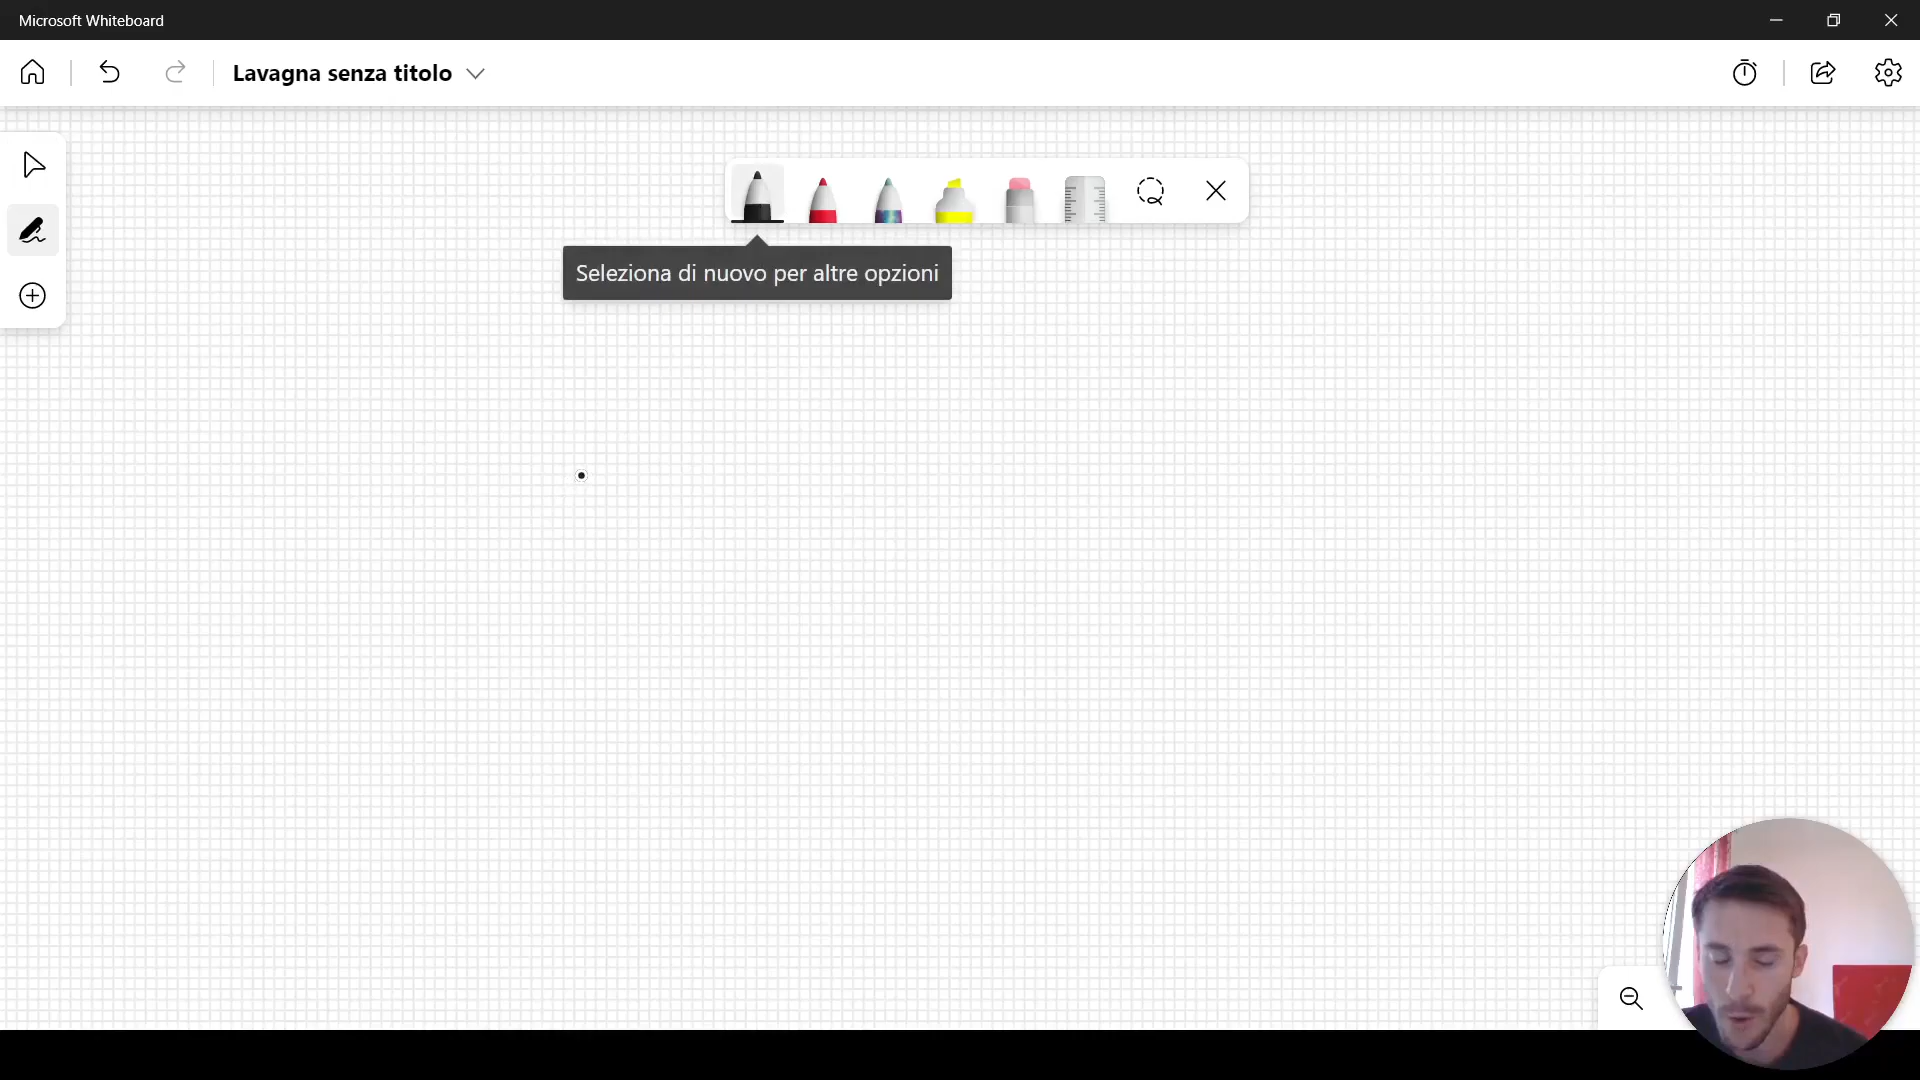 Microsoft Whiteboard
Lavagna senza titolo
Seleziona di nuovo per altre opzioni